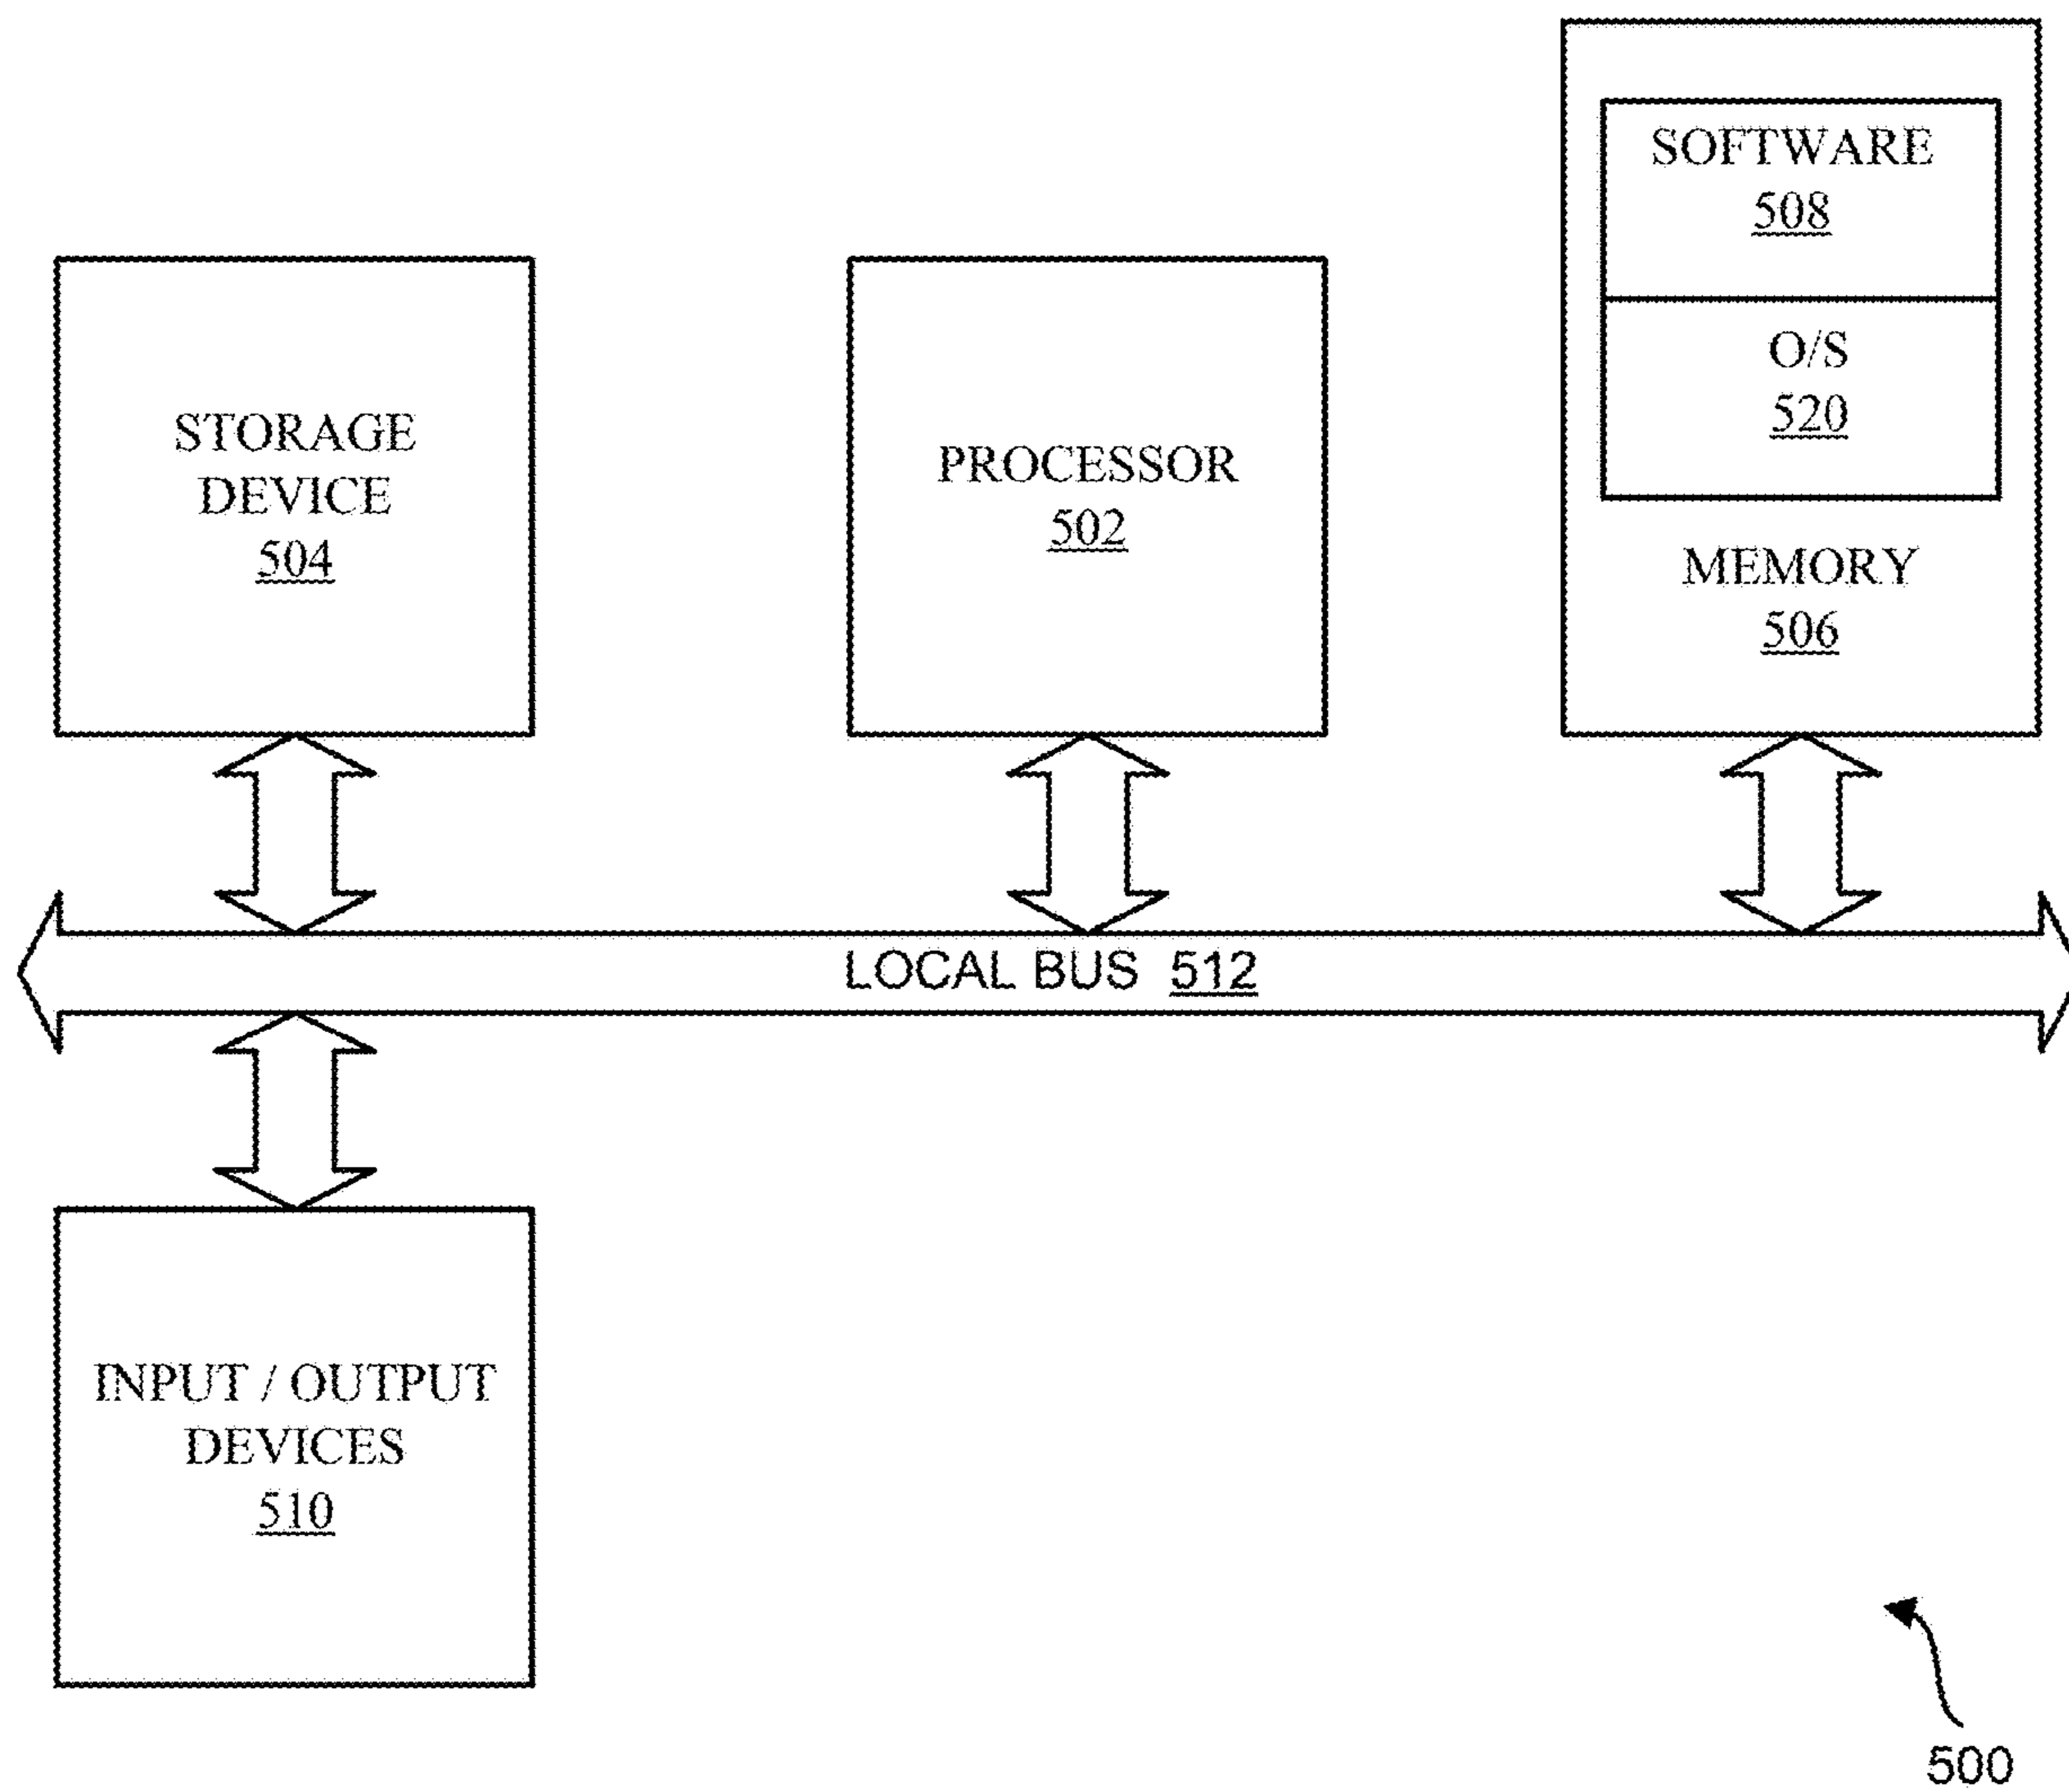 SOFTWARE
508
O/S
520
MEMORY
506
STORAGE
DEVICE
504
PROCESSOR
502
LOCAL BUS 512
INPUT / OUTPUT
DEVICES
510
500